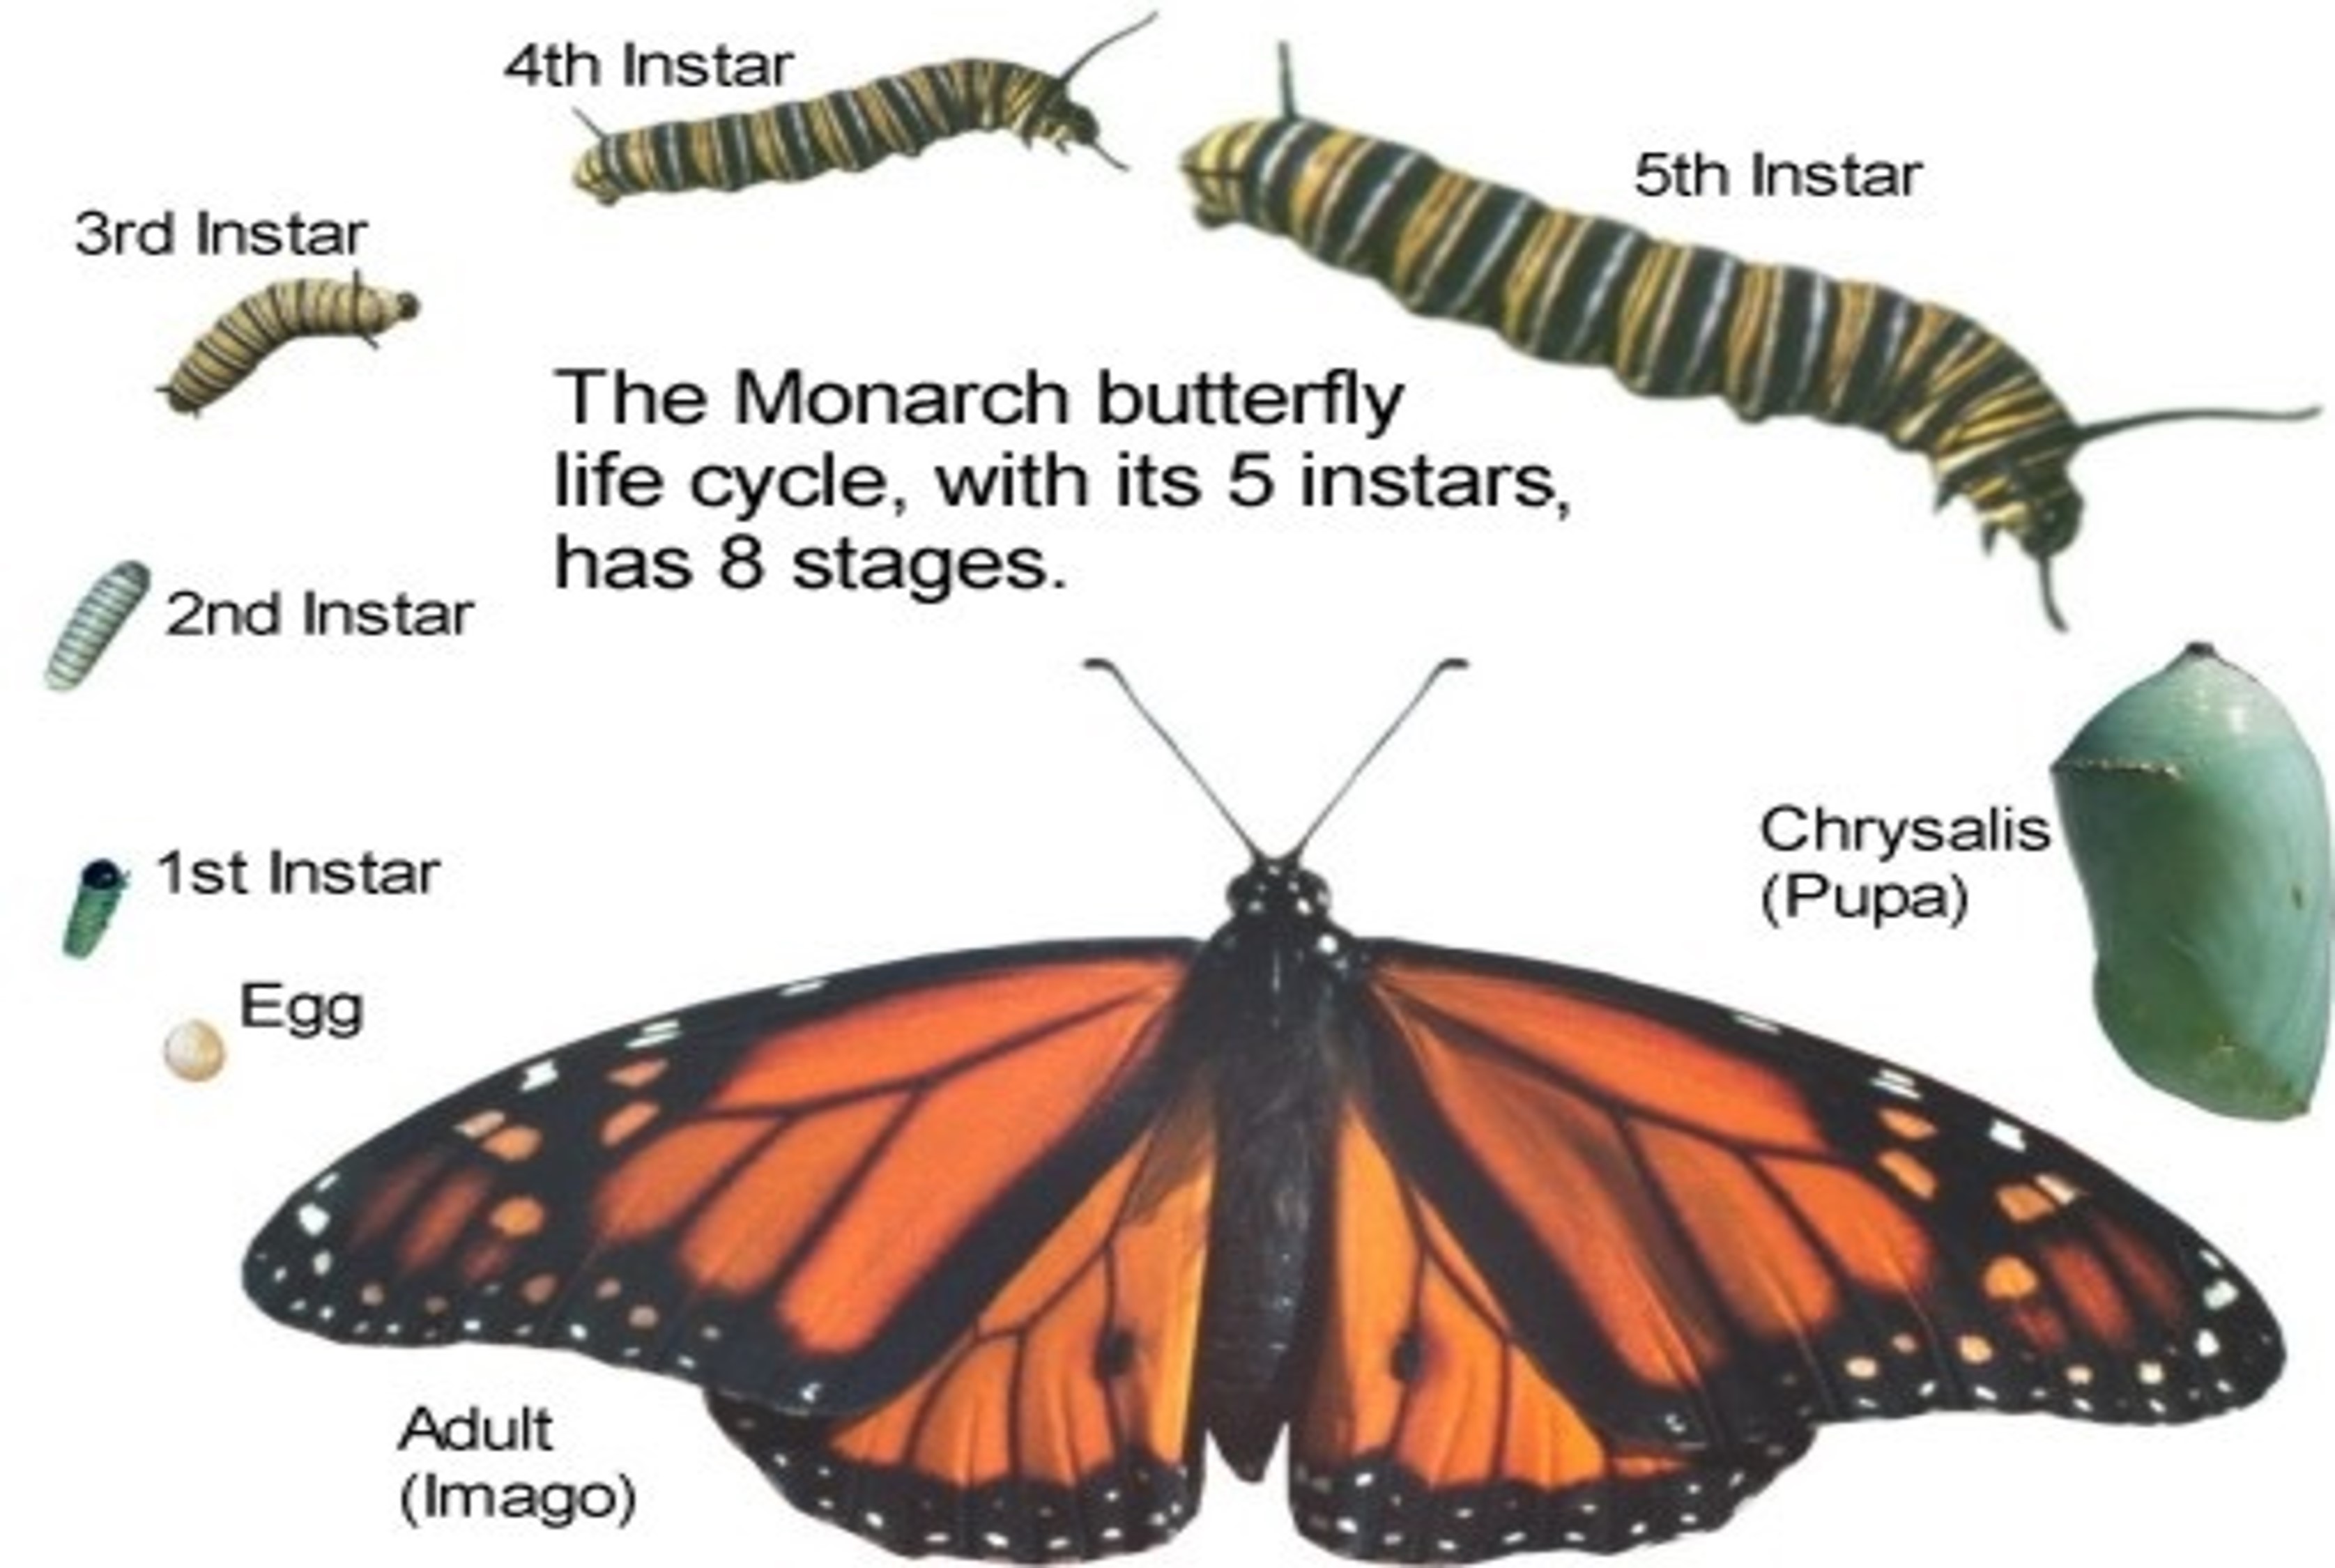 4th Instar
5th Instar
3rd Instar
The Monarch butterfly
life cycle, with its 5 instars,
has 8 stages.
2nd Instar
1st Instar
Chrysalis
(Pupa)
Egg
Adult
(Imago)